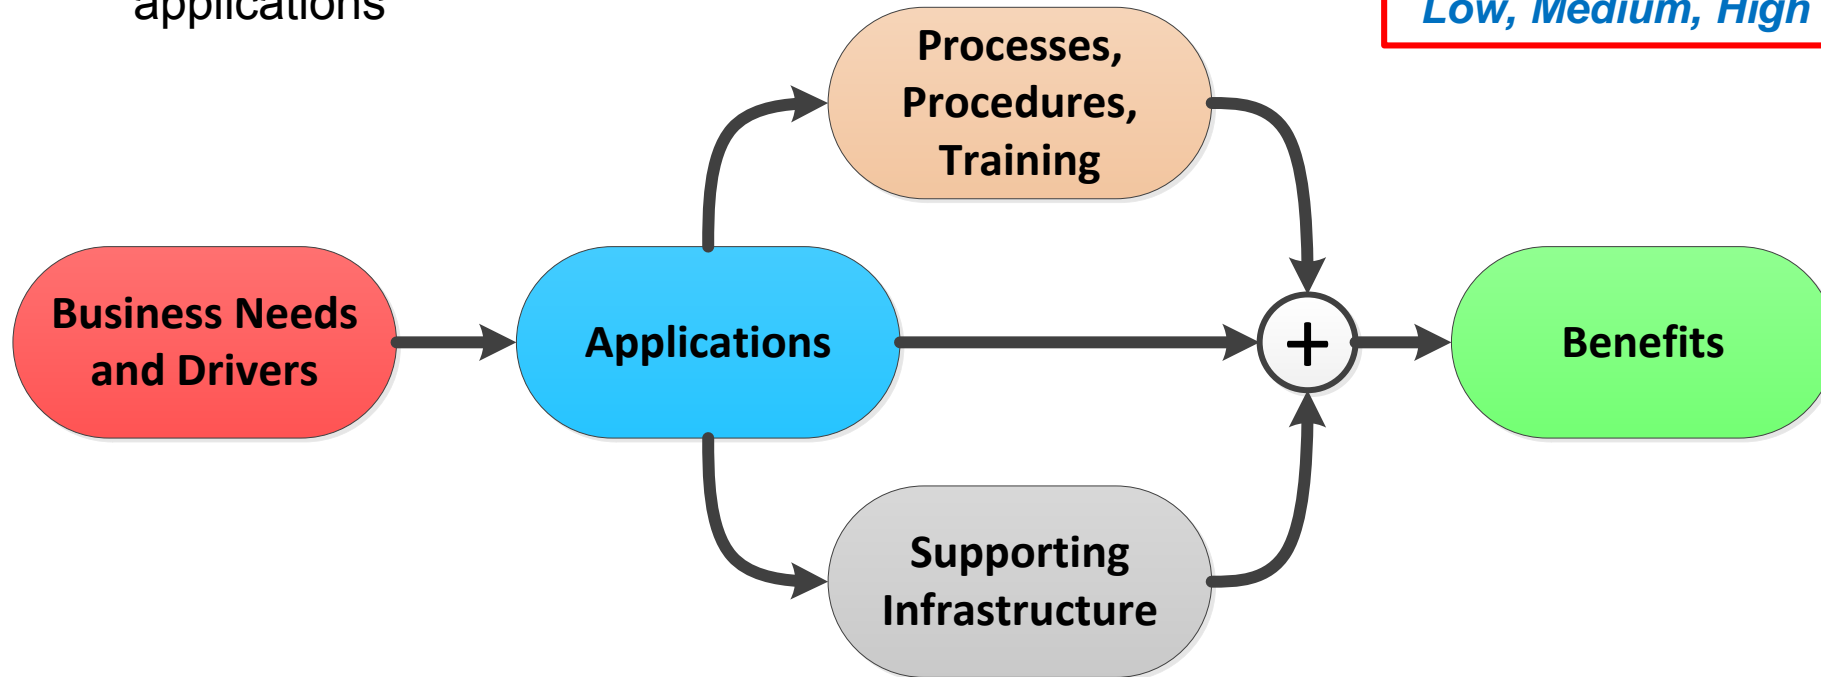 applications
Low, Medium, High
Processes,
Procedures,
Training
Business Needs
and Drivers
Applications
+
Benefits
Supporting
Infrastructure